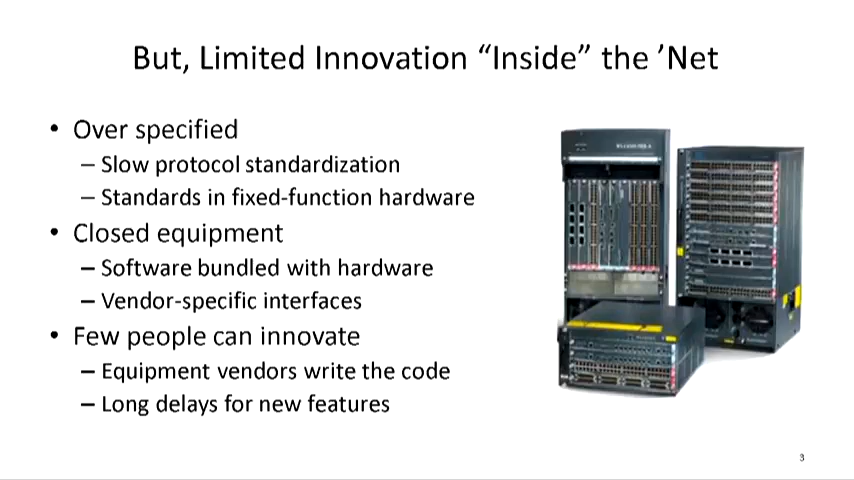 But, Limited Innovation “Inside” the ’Net
• Over specified
– Slow protocol standardization
– Standards in fixed-function hardware
• Closed equipment
– Software bundled with hardware
– Vendor-specific interfaces
• Few people can innovate
– Equipment vendors write the code
– Long delays for new features
3